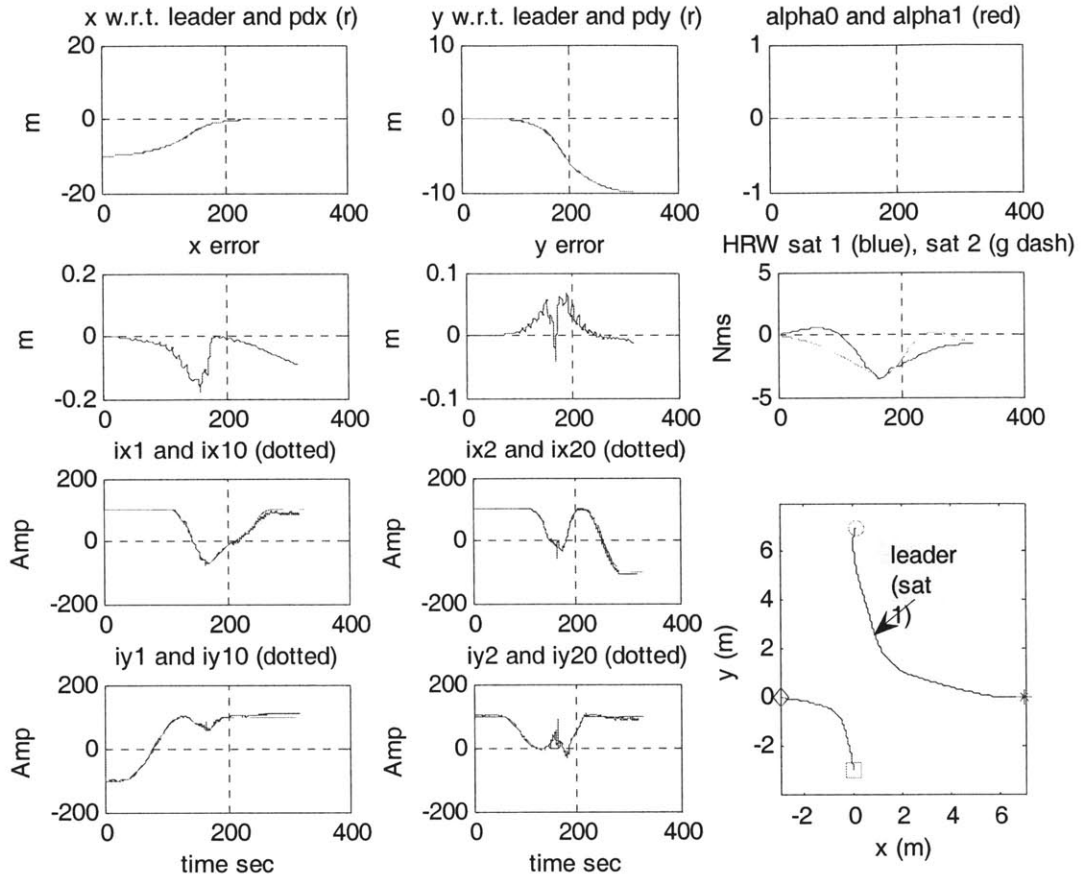 x w.r.t. leader and pdx (r)
y w.r.t. leader and pdy (r)
alpha0 and alpha1 (red)
20
0
-20
m
0
200
400
10
0
-10
m
0
200
400
1
0
-1
0
200
400
x error
y error
HRW sat 1 (blue), sat 2 (g dash)
0.2
0
-0.2
m
0
200
400
0.1
0
-0.1
m
0
200
400
5
0
-5
Nms
0
200
400
ix1 and ix10 (dotted)
ix2 and ix20 (dotted)
200
0
-200
Amp
0
200
400
200
0
-200
Amp
0
200
400
iy1 and iy10 (dotted)
iy2 and iy20 (dotted)
200
0
-200
Amp
0
200
400
time sec
200
0
-200
Amp
0
200
400
time sec
6
4
2
0
-2
y (m)
leader
(sat
1)
-2
0
2
4
6
x (m)